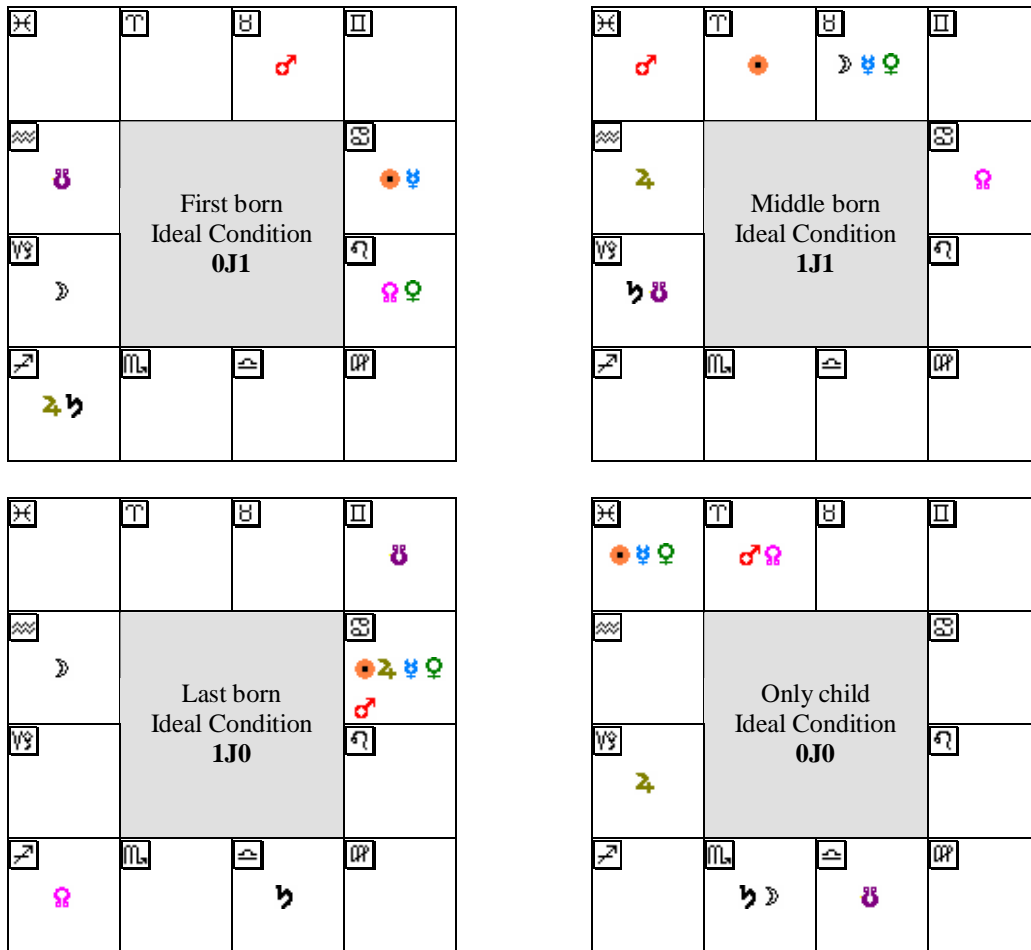 ♓ ♈ ♉ ♊
♂
♒ ♋
☋ ☉ ☿
First born
Ideal Condition
0J1
♑ ♌
☽ ☊ ♀
♐ ♏ ♎ ♍
♃ ♄
♓ ♈ ♉ ♊
♂ ☉ ☽ ☿ ♀
♒ ♋
♃ ☊
Middle born
Ideal Condition
1J1
♑ ♌
♄ ☋
♐ ♏ ♎ ♍
♓ ♈ ♉ ♊
☋
♒ ♋
☽ ☉ ♃ ☿ ♀
♂
Last born
Ideal Condition
1J0
♑ ♌
♐ ♏ ♎ ♍
☊ ♄
♓ ♈ ♉ ♊
☉ ☿ ♀ ♂ ☊
♒ ♋
Only child
Ideal Condition
0J0
♑ ♌
♃
♐ ♏ ♎ ♍
♄ ☽ ☋